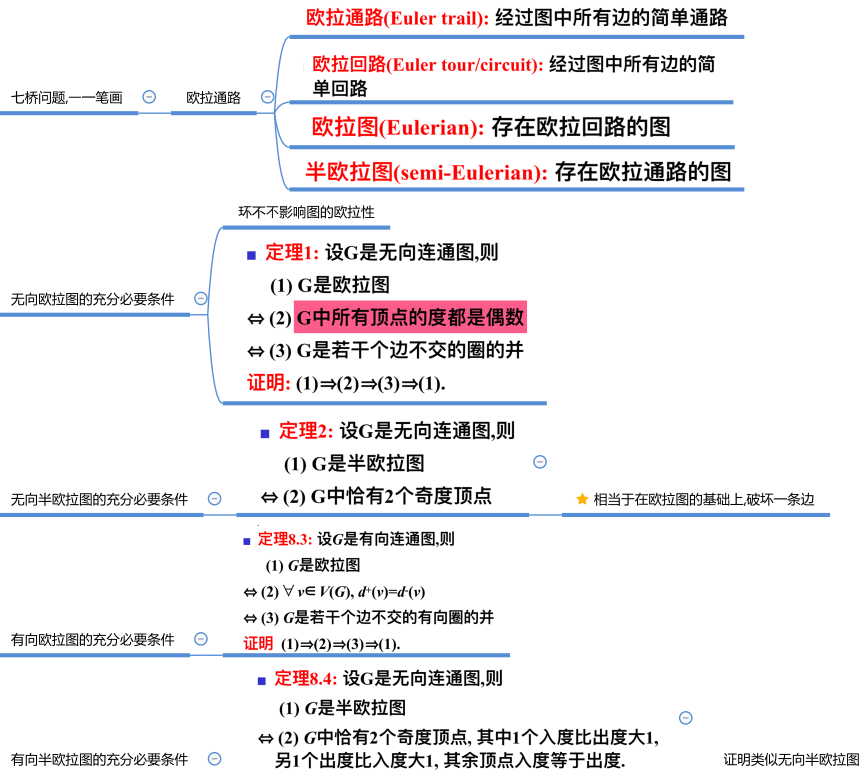 欧拉通路(Euler trail): 经过图中所有边的简单通路
欧拉回路(Euler tour/circuit): 经过图中所有边的简
单回路
七桥问题,一一笔画
欧拉通路
欧拉图(Eulerian): 存在欧拉回路的图
半欧拉图(semi-Eulerian): 存在欧拉通路的图
环不不影响图的欧拉性
■ 定理1: 设G是无向连通图,则
(1) G是欧拉图
无向欧拉图的充分必要条件
⇔ (2) G中所有顶点的度都是偶数
⇔ (3) G是若干个边不交的圈的并
证明: (1)⇒(2)⇒(3)⇒(1).
■ 定理2: 设G是无向连通图,则
(1) G是半欧拉图
无向半欧拉图的充分必要条件
⇔ (2) G中恰有2个奇度顶点
相当于在欧拉图的基础上,破坏一条边
■ 定理8.3: 设G是有向连通图,则
(1) G是欧拉图
⇔ (2) ∀ v∈ V(G), d⁺(v)=d⁻(v)
⇔ (3) G是若干个边不交的有向圈的并
有向欧拉图的充分必要条件
证明 (1)⇒(2)⇒(3)⇒(1).
■ 定理8.4: 设G是无向连通图,则
(1) G是半欧拉图
⇔ (2) G中恰有2个奇度顶点, 其中1个入度比出度大1,
另1个出度比入度大1, 其余顶点入度等于出度.
有向半欧拉图的充分必要条件
证明类似无向半欧拉图